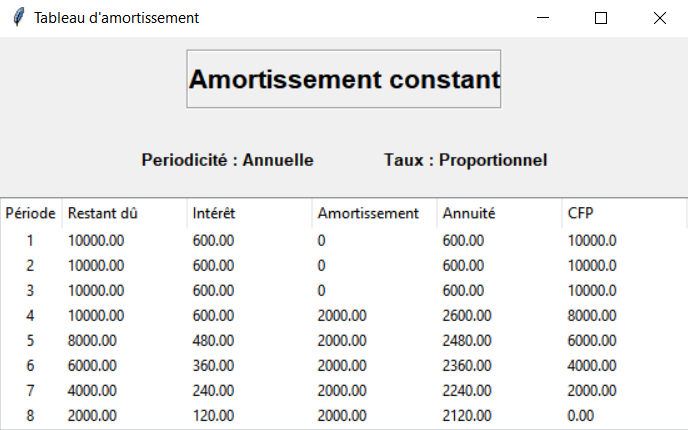 Tableau d'amortissement
Amortissement constant
Periodicité : Annuelle Taux : Proportionnel
Période Restant dû Intérêt Amortissement Annuité CFP
1 10000.00 600.00 0 600.00 10000.0
2 10000.00 600.00 0 600.00 10000.0
3 10000.00 600.00 0 600.00 10000.0
4 10000.00 600.00 2000.00 2600.00 8000.00
5 8000.00 480.00 2000.00 2480.00 6000.00
6 6000.00 360.00 2000.00 2360.00 4000.00
7 4000.00 240.00 2000.00 2240.00 2000.00
8 2000.00 120.00 2000.00 2120.00 0.00